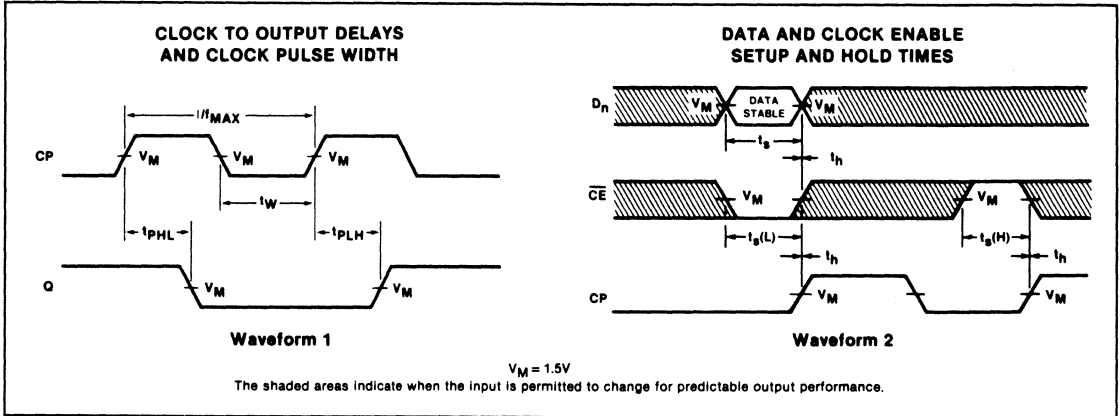 CLOCK TO OUTPUT DELAYS
AND CLOCK PULSE WIDTH
1/fMAX
CP
VM
VM
VM
tW
tPHL
tPLH
Q
VM
VM
Waveform 1
DATA AND CLOCK ENABLE
SETUP AND HOLD TIMES
Dn
VM
DATA
STABLE
VM
ts
th
CE
VM
VM
ts(L)
ts(H)
th
th
CP
VM
VM
Waveform 2
VM = 1.5V
The shaded areas indicate when the input is permitted to change for predictable output performance.